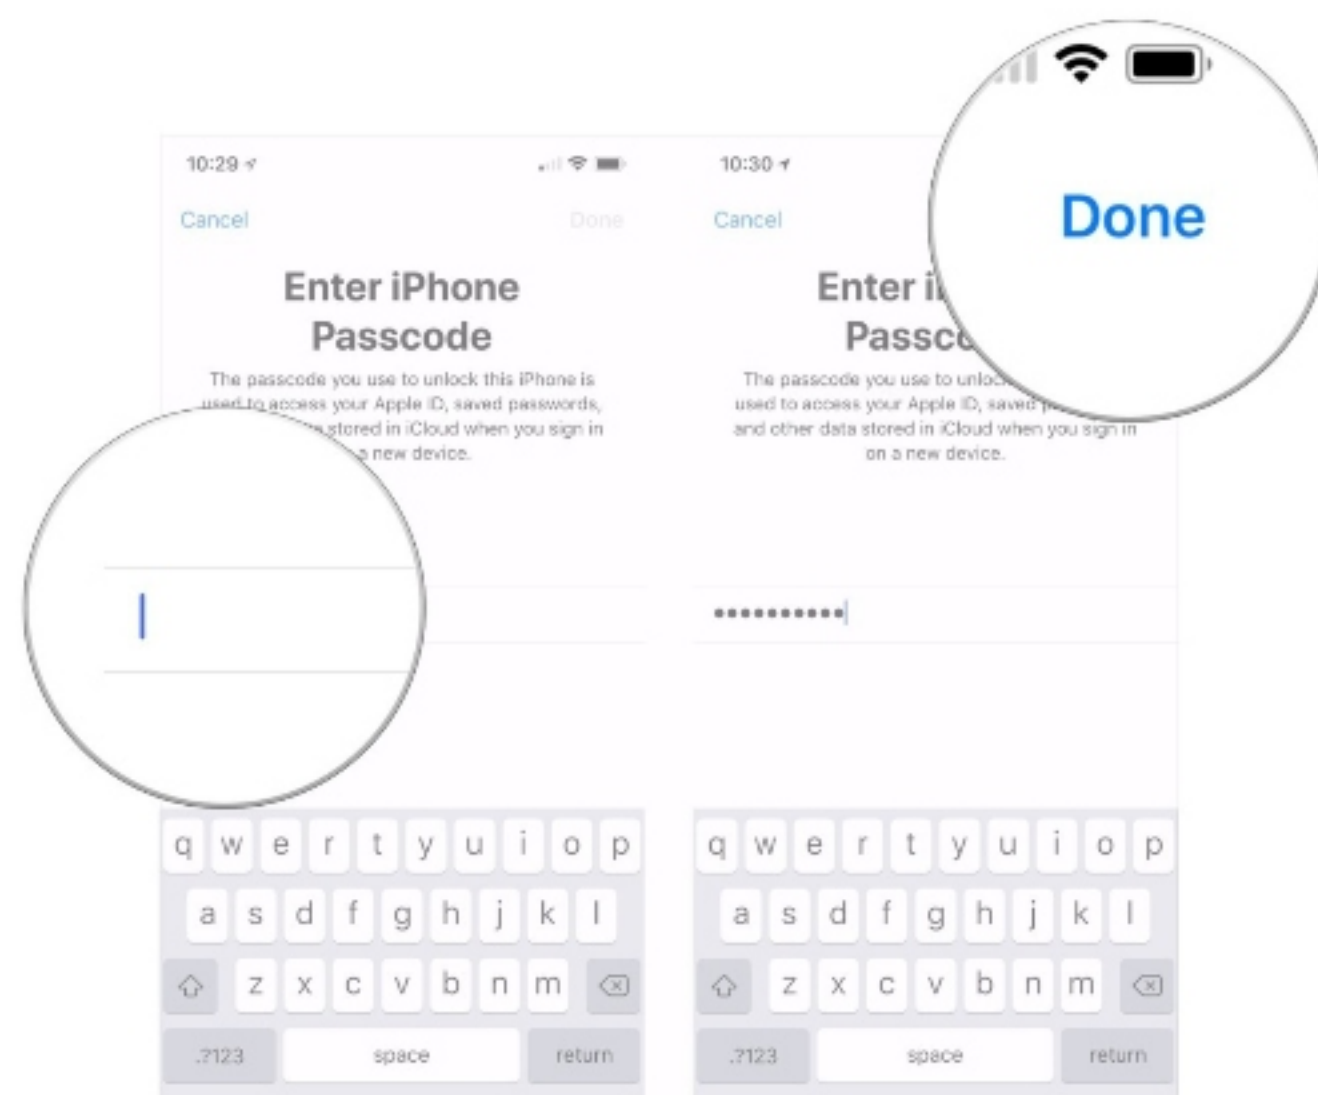 10:29
Cancel
Done
Enter iPhone
Passcode
The passcode you use to unlock this iPhone is
used to access your Apple ID, saved passwords,
stored in iCloud when you sign in
a new device.
q w e r t y u i o p
a s d f g h j k l
z x c v b n m
.?123 space return
10:30
Cancel
Done
Enter
The passcode you use to
used to access your Apple ID, saved
and other data stored in iCloud when you sign in
on a new device.
q w e r t y u i o p
a s d f g h j k l
z x c v b n m
.?123 space return